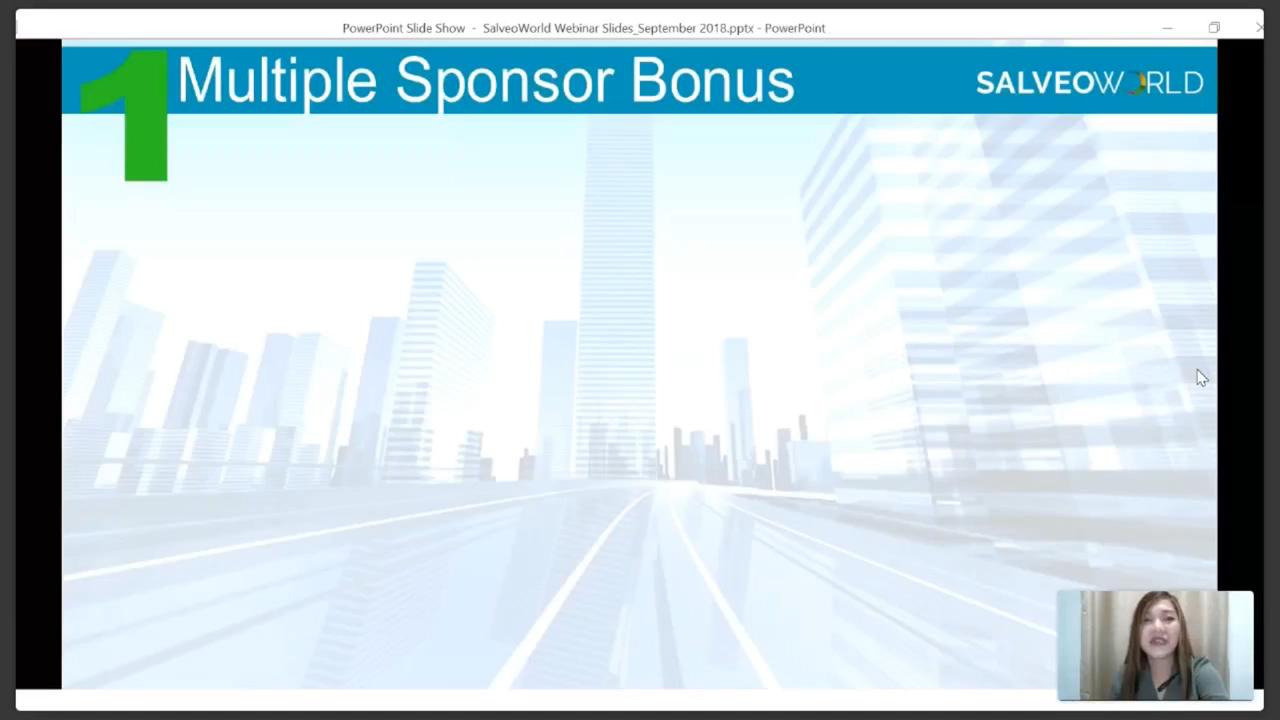 PowerPoint Slide Show - SalveoWorld Webinar Slides_September 2018.pptx - PowerPoint
1 Multiple Sponsor Bonus
SALVEOWORLD